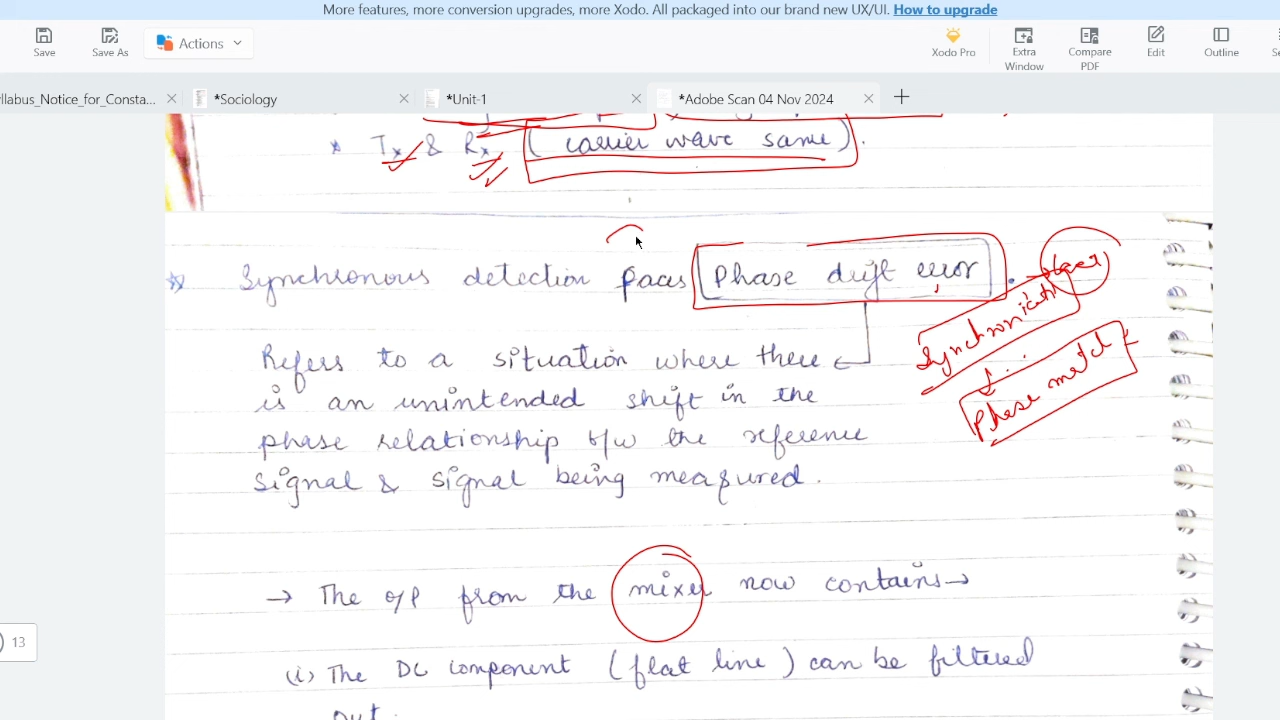 More features, more conversion upgrades, more Xodo. All packaged into our brand new UX/UI. How to upgrade
Save
Save As
Actions
Xodo Pro
Extra Window
Compare PDF
Edit
Outline
Se
llabus_Notice_for_Consta...
*Sociology
*Unit-1
*Adobe Scan 04 Nov 2024
* Tx & Rx (carrier wave same).
Synchronous detection faces Phase drift error.
Refers to a situation where there
is an unintended shift in the
phase relationship b/w the reference
signal & signal being measured.
Phase match
→ The o/p from the mixer now contains→
(i) The DC component (flat line) can be filtered
out.
13